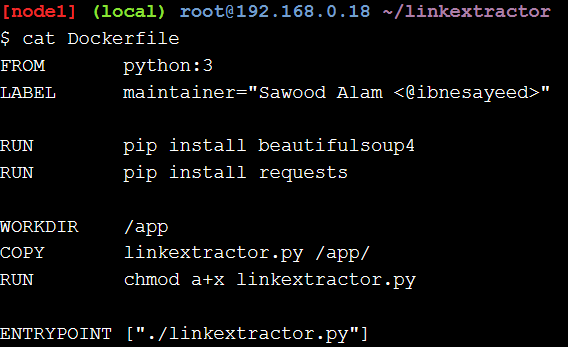 [node1] (local) root@192.168.0.18 ~/linkextractor
$ cat Dockerfile
FROM       python:3
LABEL      maintainer="Sawood Alam <@ibnesayeed>"

RUN        pip install beautifulsoup4
RUN        pip install requests

WORKDIR    /app
COPY       linkextractor.py /app/
RUN        chmod a+x linkextractor.py

ENTRYPOINT ["./linkextractor.py"]